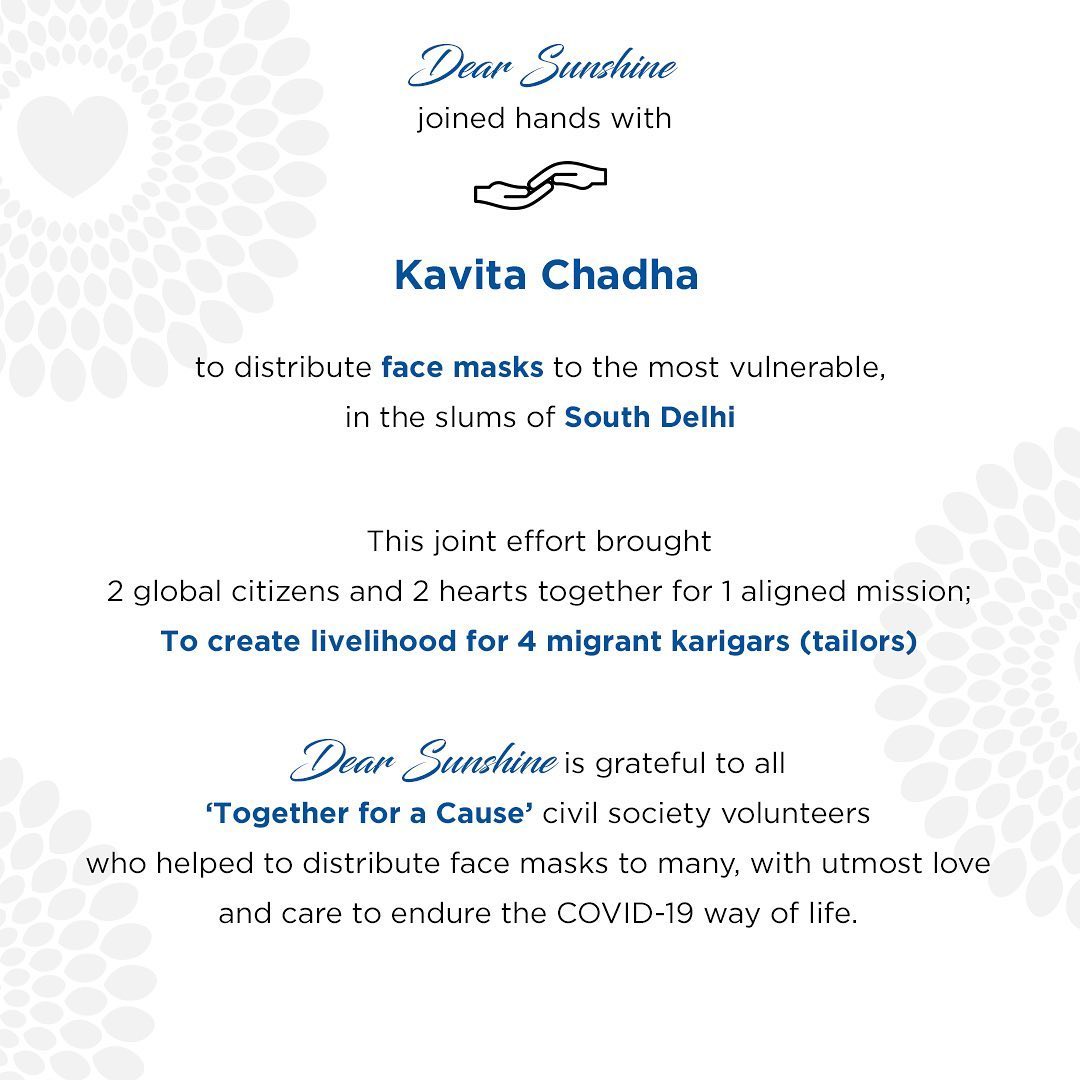 Dear Sunshine
joined hands with
Kavita Chadha
to distribute face masks to the most vulnerable,
in the slums of South Delhi
This joint effort brought
2 global citizens and 2 hearts together for 1 aligned mission;
To create livelihood for 4 migrant karigars (tailors)
Dear Sunshine is grateful to all
‘Together for a Cause’ civil society volunteers
who helped to distribute face masks to many, with utmost love
and care to endure the COVID-19 way of life.